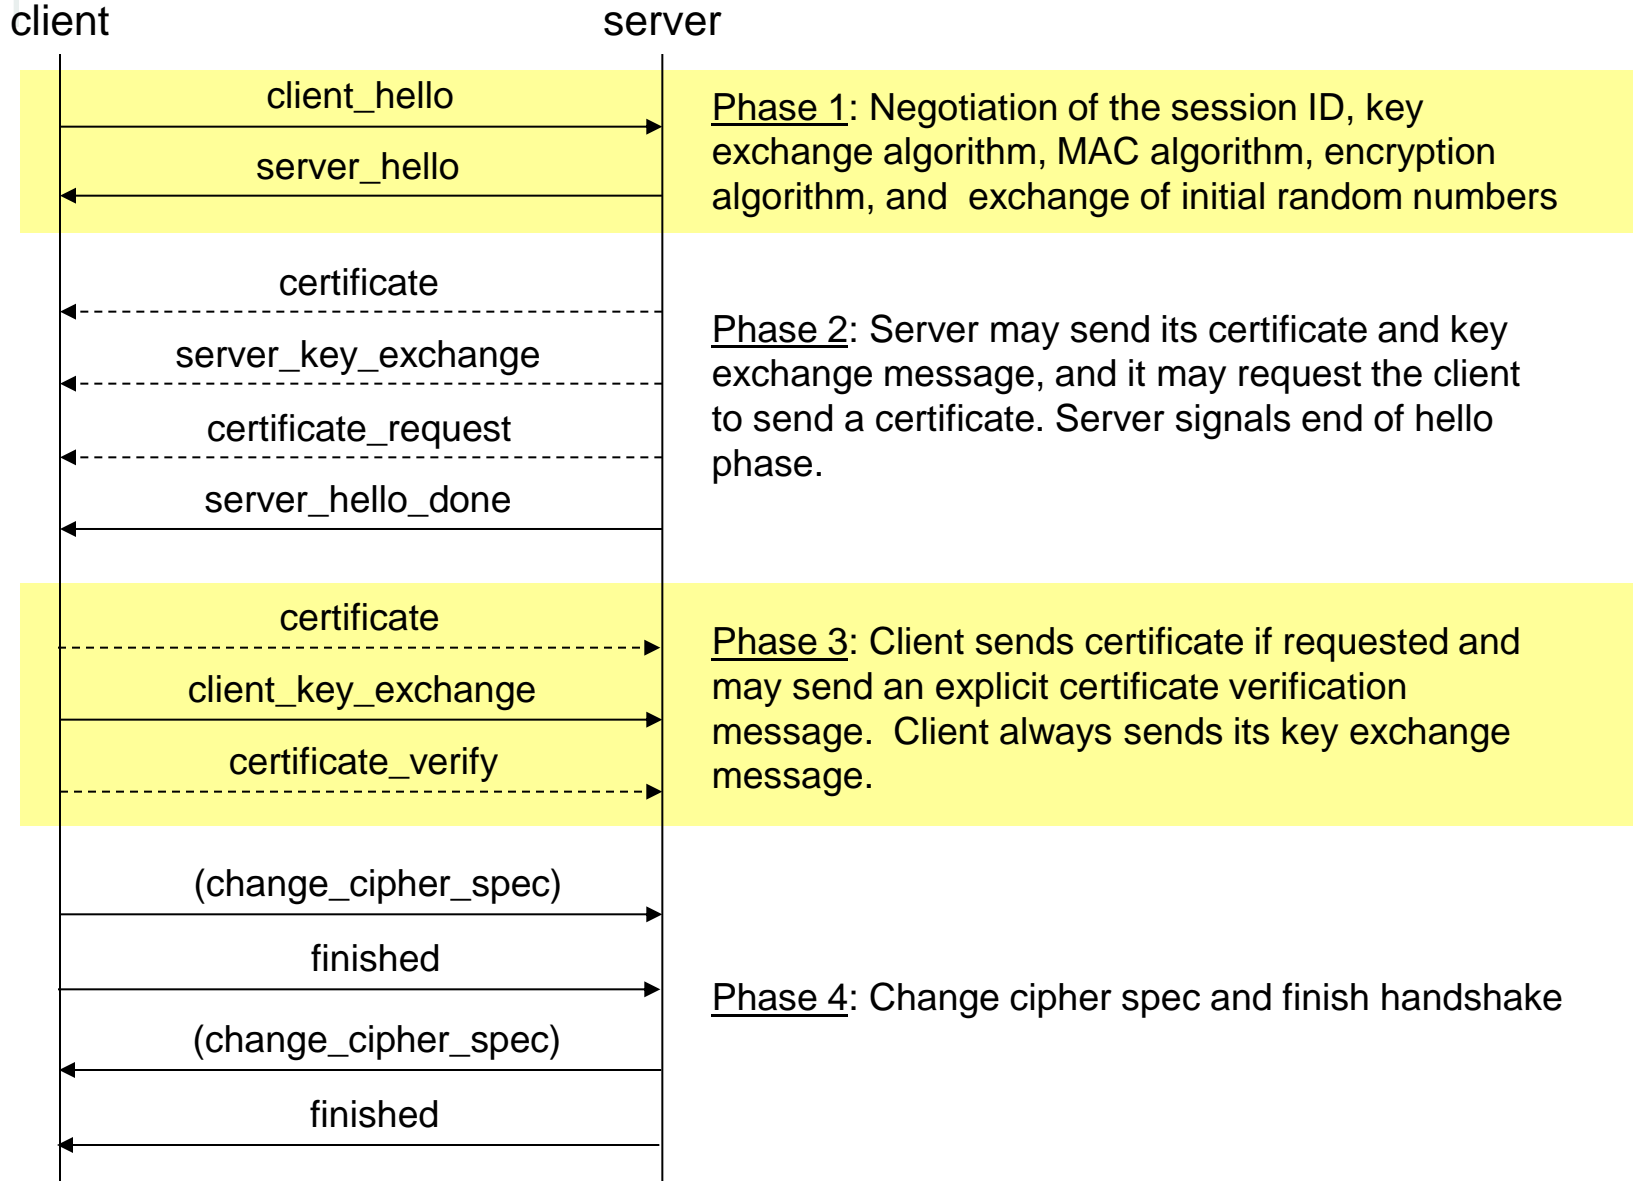 client
server
client_hello
server_hello
Phase 1: Negotiation of the session ID, key
exchange algorithm, MAC algorithm, encryption
algorithm, and  exchange of initial random numbers
certificate
server_key_exchange
certificate_request
server_hello_done
Phase 2: Server may send its certificate and key
exchange message, and it may request the client
to send a certificate. Server signals end of hello
phase.
certificate
client_key_exchange
certificate_verify
Phase 3: Client sends certificate if requested and
may send an explicit certificate verification
message.  Client always sends its key exchange
message.
(change_cipher_spec)
finished
(change_cipher_spec)
finished
Phase 4: Change cipher spec and finish handshake